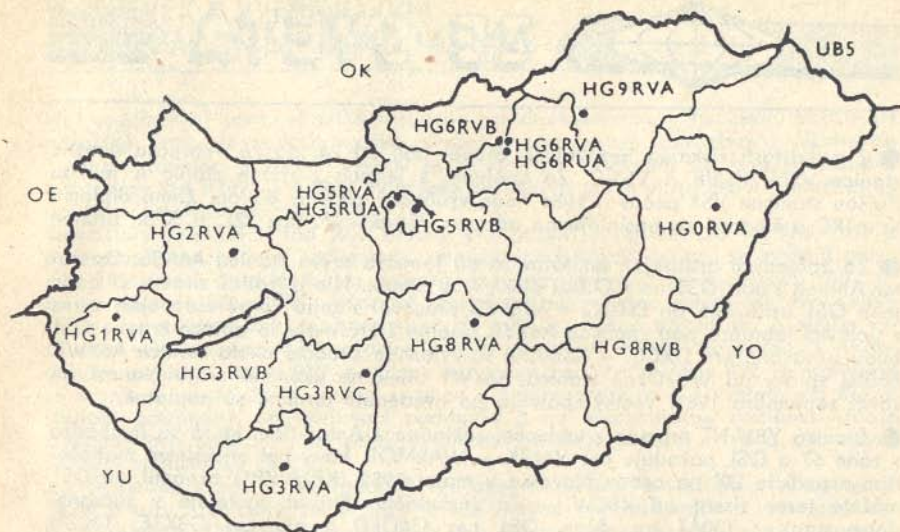 UB5
OK
HG9RVA
HG6RVB
HG6RVA
HG6RUA
OE
HG5RVA
HG5RUA
HG5RVB
HG0RVA
HG2RVA
HG1RVA
HG8RVA
YO
HG3RVB
HG8RVB
HG3RVC
YU
HG3RVA